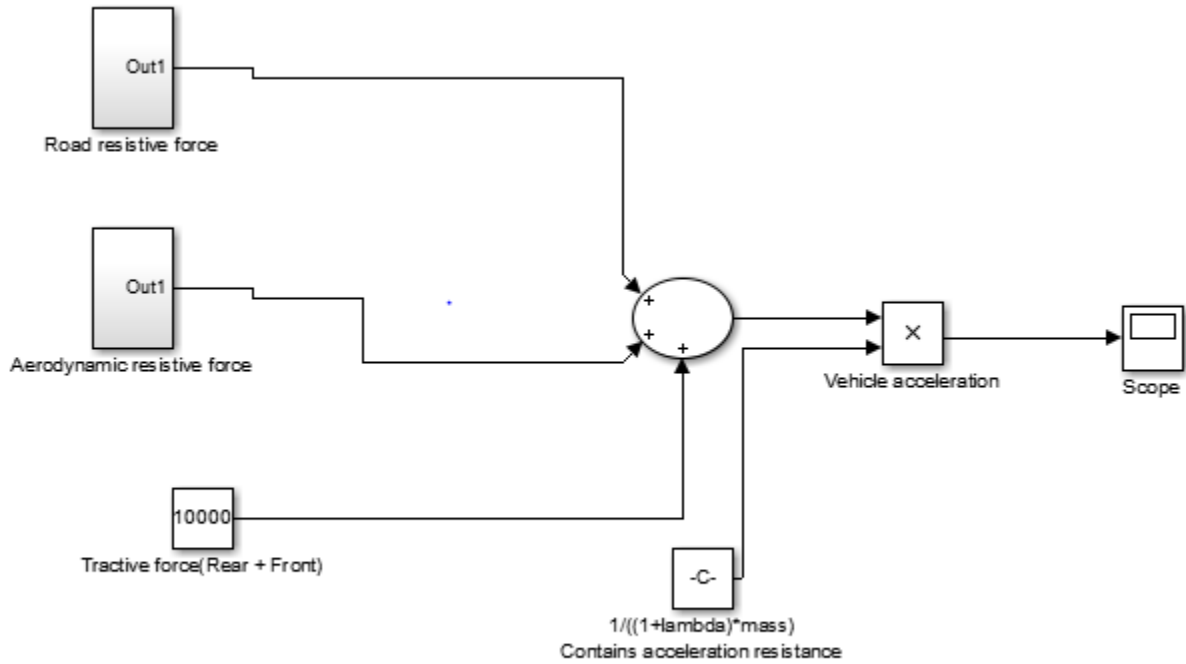 Out1
Road resistive force
Out1
Aerodynamic resistive force
+
+
+
×
Vehicle acceleration
Scope
10000
Tractive force(Rear + Front)
-C-
1/((1+lambda)*mass)
Contains acceleration resistance